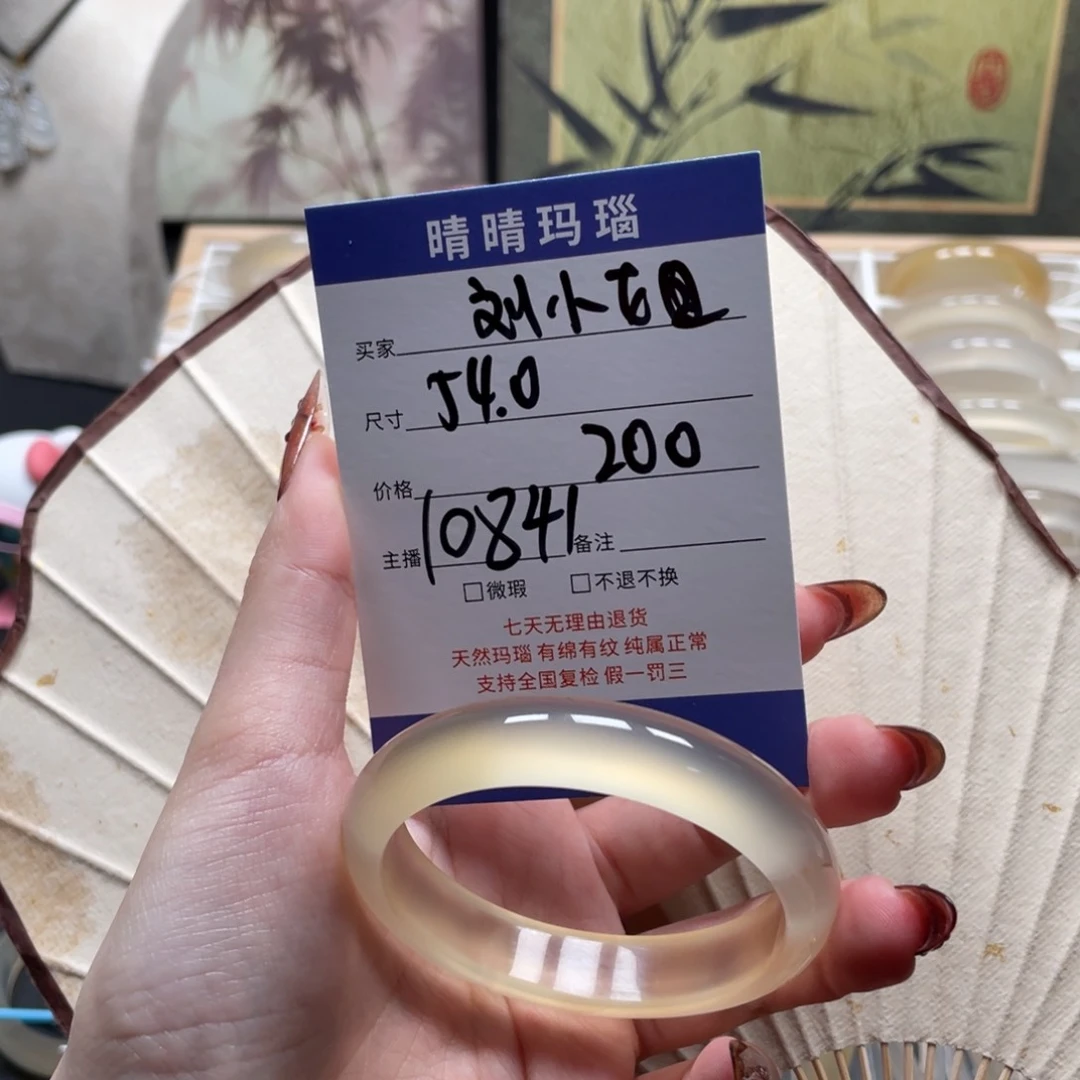 晴晴玛瑙
买家 刘小古
尺寸 54.0
价格 200
主播 10841 备注
□微瑕 □不退不换
七天无理由退货
天然玛瑙 有绵有纹 纯属正常
支持全国复检 假一罚三